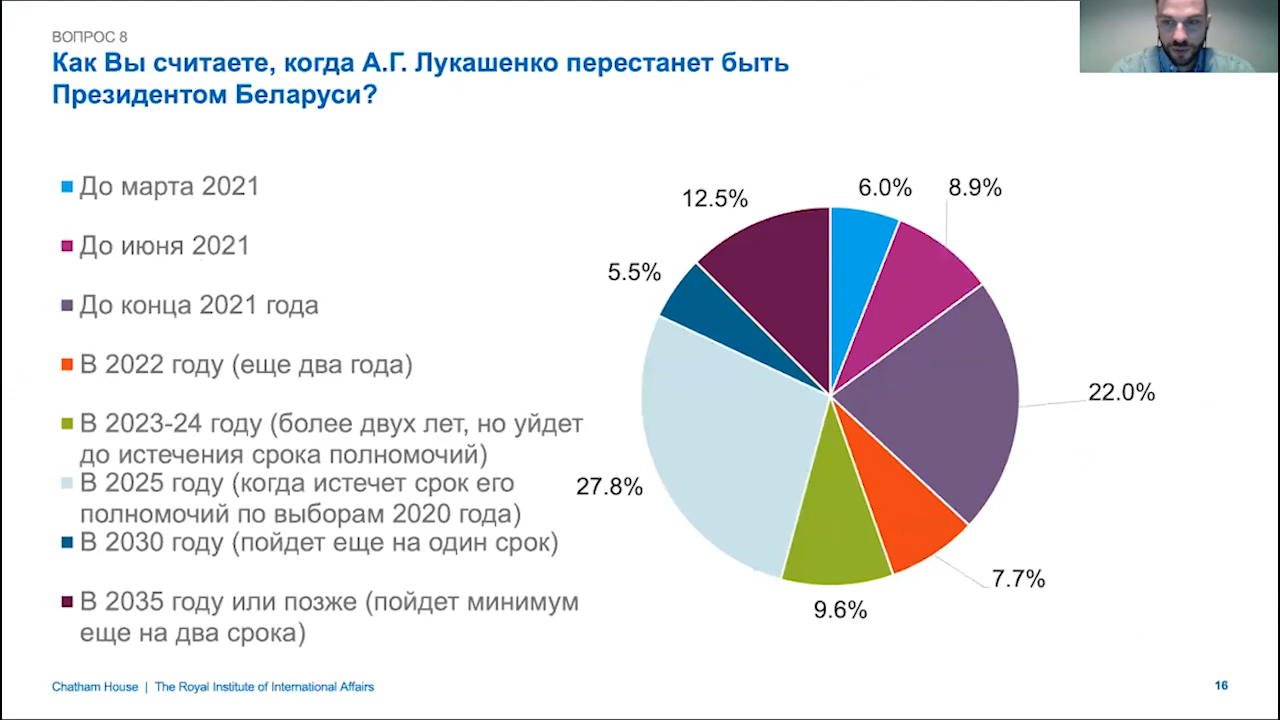 ВОПРОС 8
Как Вы считаете, когда А.Г. Лукашенко перестанет быть
Президентом Беларуси?
До марта 2021
До июня 2021
До конца 2021 года
В 2022 году (еще два года)
В 2023-24 году (более двух лет, но уйдет
до истечения срока полномочий)
В 2025 году (когда истечет срок его
полномочий по выборам 2020 года)
В 2030 году (пойдет еще на один срок)
В 2035 году или позже (пойдет минимум
еще на два срока)
6.0%
8.9%
22.0%
7.7%
9.6%
27.8%
5.5%
12.5%
Chatham House | The Royal Institute of International Affairs
16